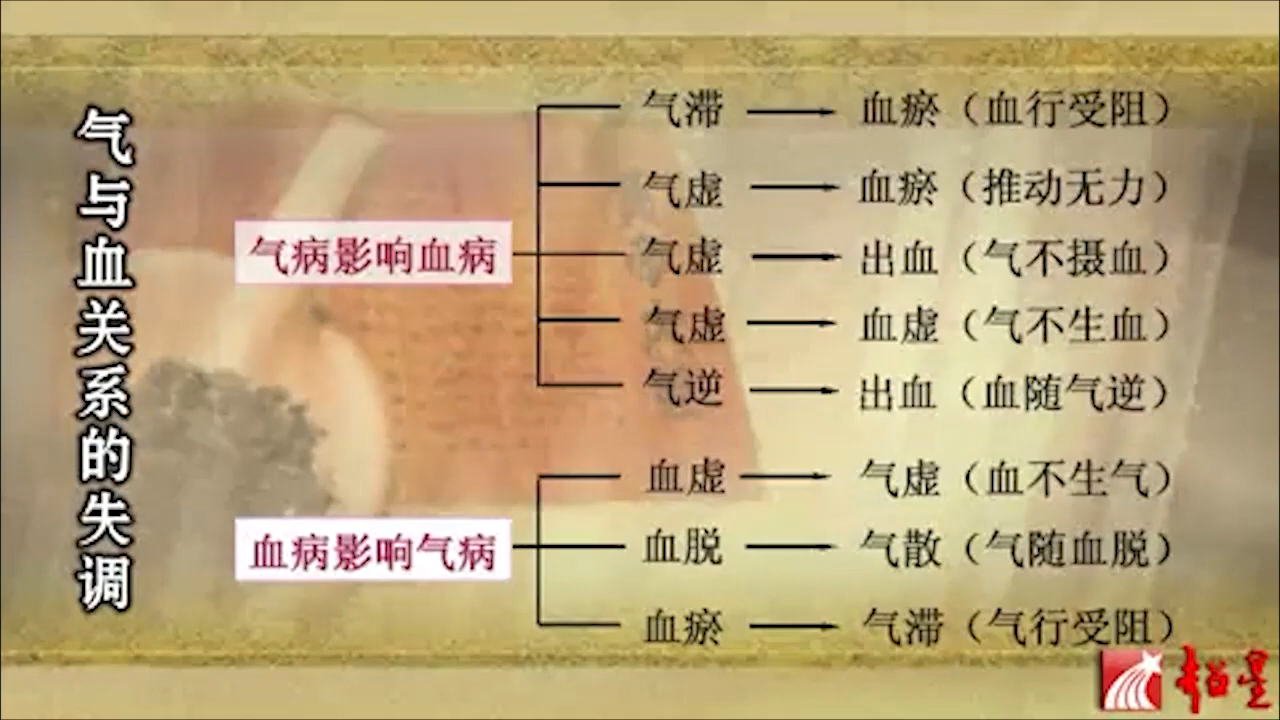 气与血关系的失调
气病影响血病
气滞 → 血瘀（血行受阻）
气虚 → 血瘀（推动无力）
气虚 → 出血（气不摄血）
气虚 → 血虚（气不生血）
气逆 → 出血（血随气逆）
血病影响气病
血虚 → 气虚（血不生气）
血脱 → 气散（气随血脱）
血瘀 → 气滞（气行受阻）
超星